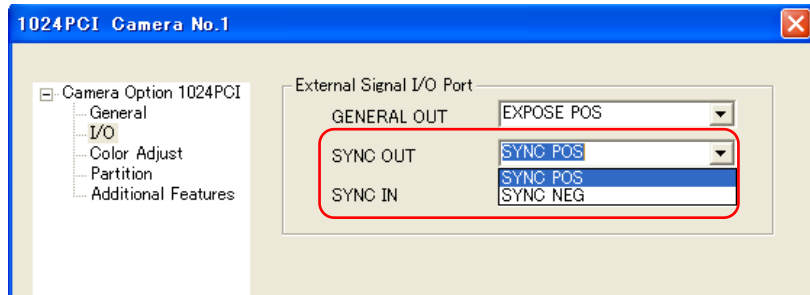 1024PCI Camera No.1
Camera Option 1024PCI
General
I/O
Color Adjust
Partition
Additional Features
External Signal I/O Port
GENERAL OUT EXPOSE POS
SYNC OUT SYNC POS
SYNC POS
SYNC IN SYNC NEG